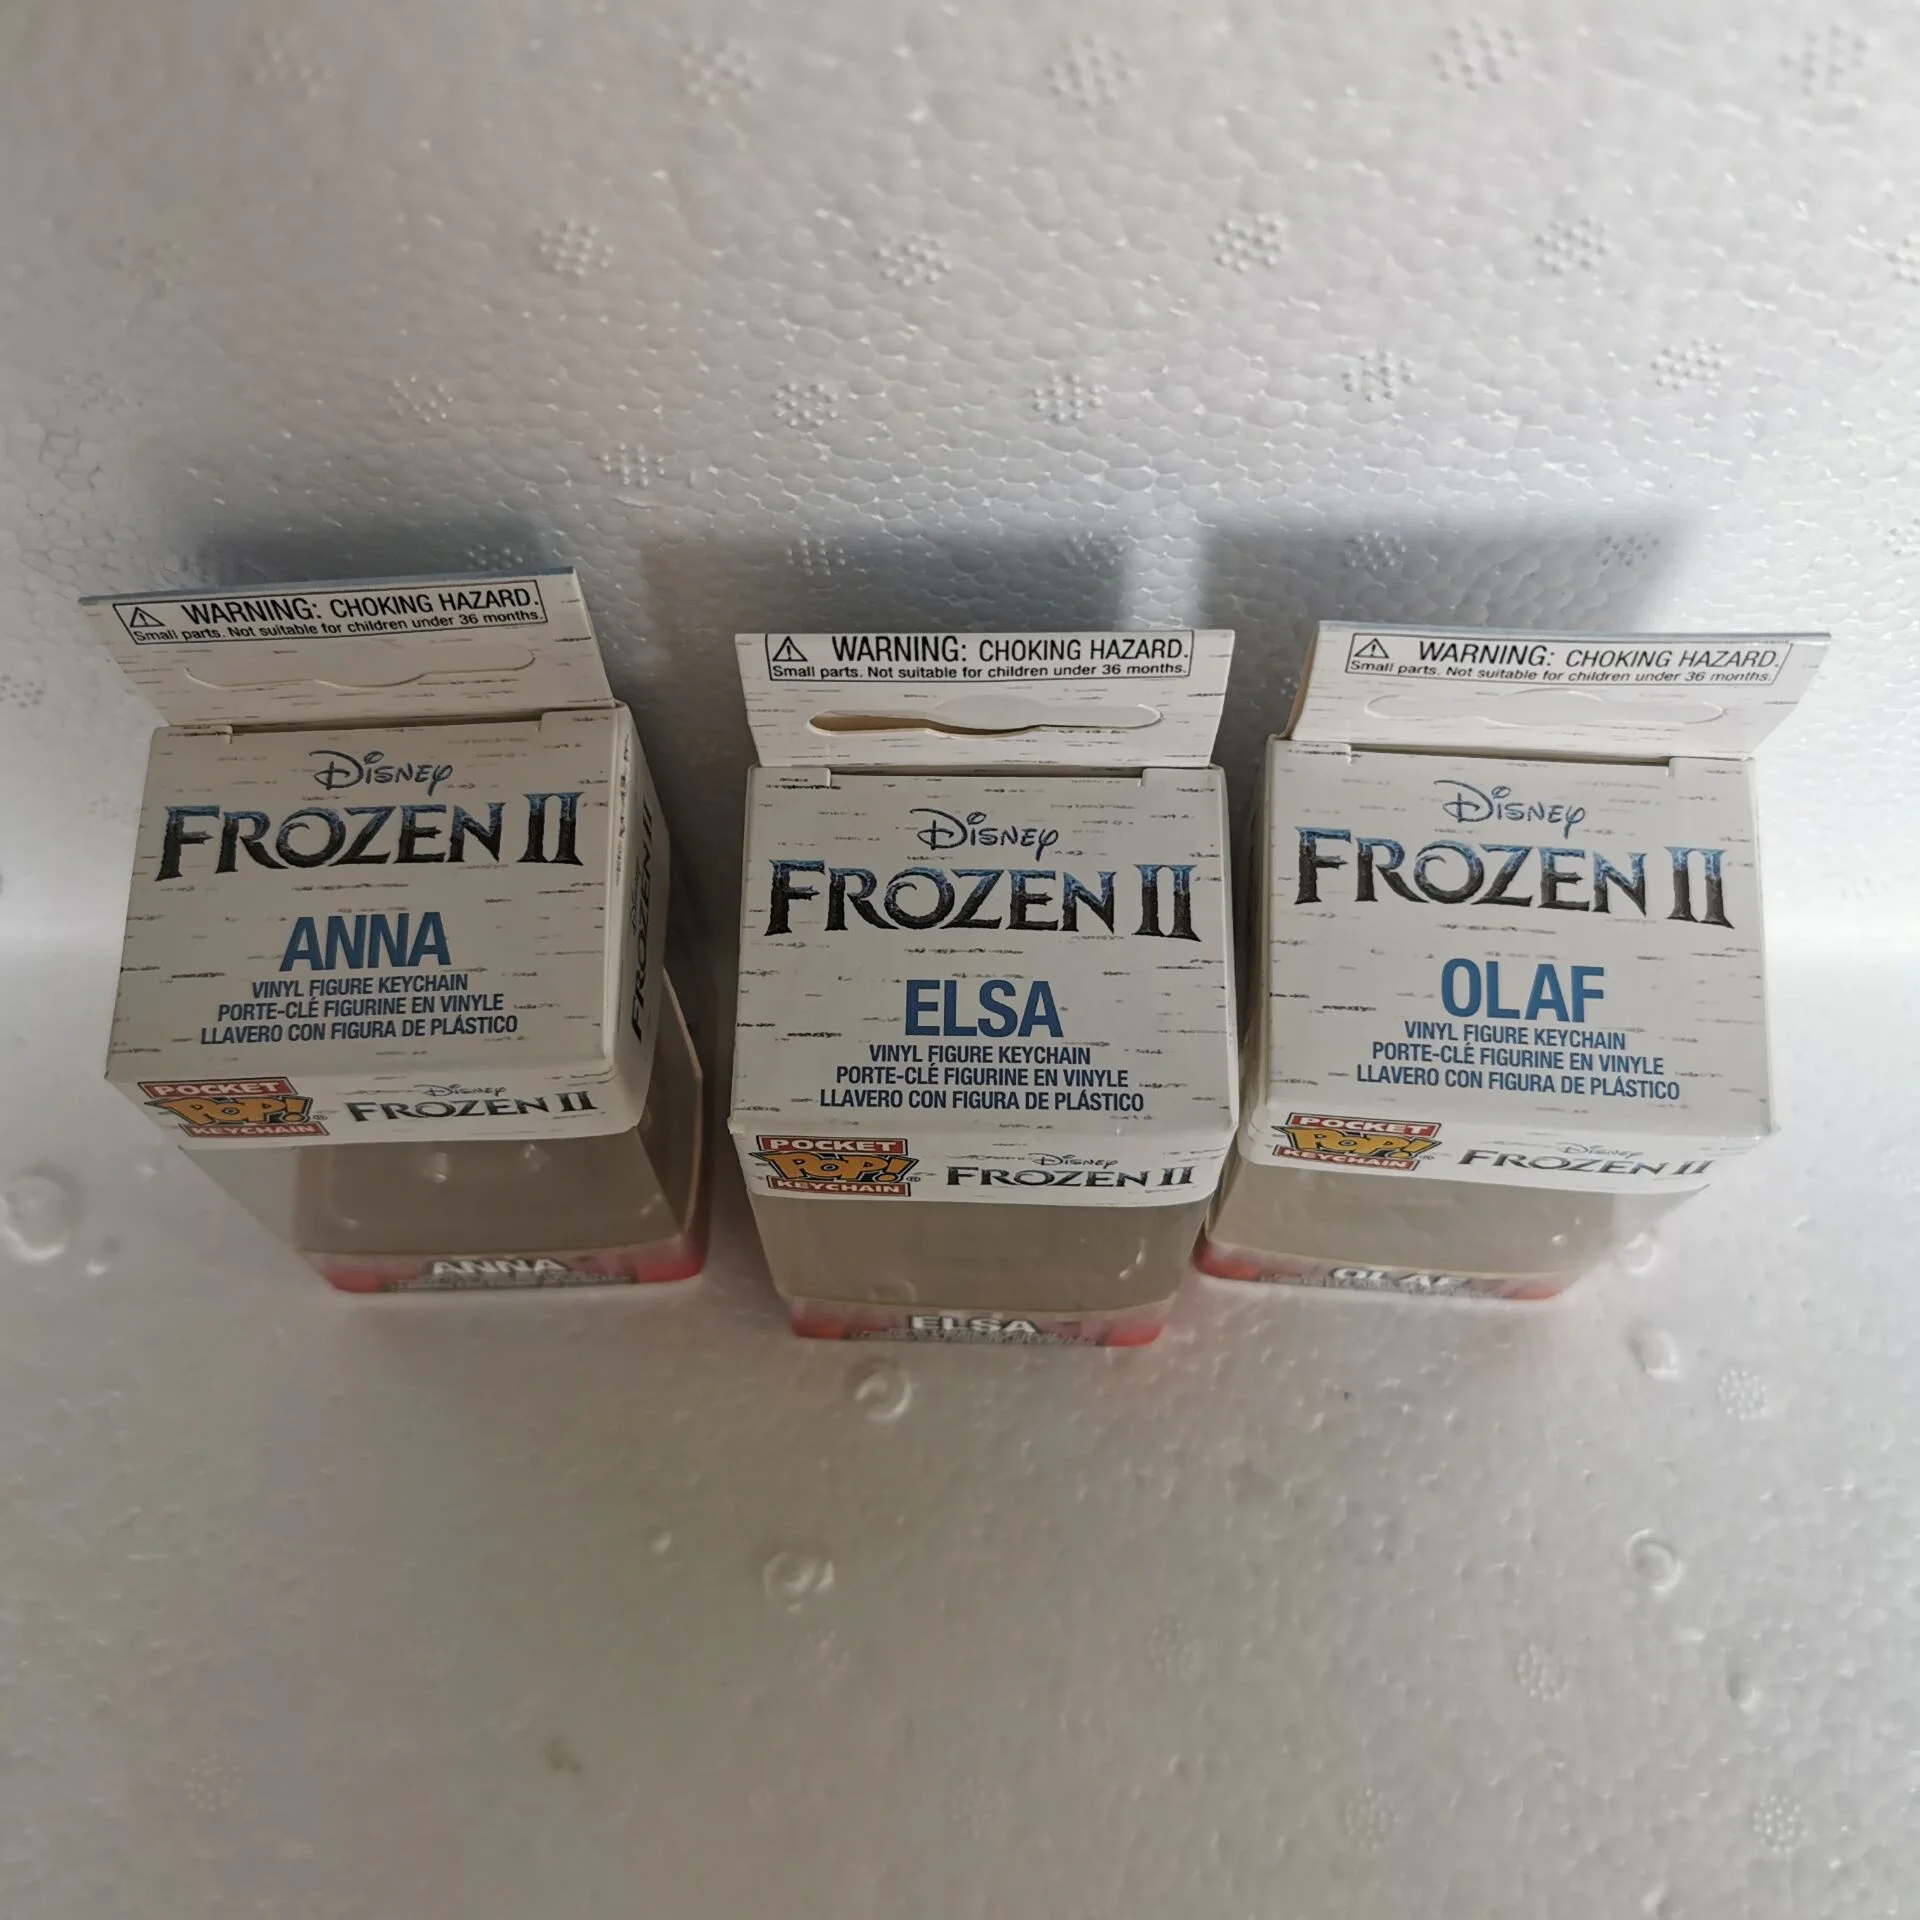 WARNING: CHOKING HAZARD.
Small parts. Not suitable for children under 36 months.
Disney
FROZEN II
ANNA
VINYL FIGURE KEYCHAIN
PORTE-CLÉ FIGURINE EN VINYLE
LLAVERO CON FIGURA DE PLÁSTICO
Disney
FROZEN II
POCKET
POP!®
KEYCHAIN
Disney
FROZEN II
ANNA
WARNING: CHOKING HAZARD.
Small parts. Not suitable for children under 36 months.
Disney
FROZEN II
ELSA
VINYL FIGURE KEYCHAIN
PORTE-CLÉ FIGURINE EN VINYLE
LLAVERO CON FIGURA DE PLÁSTICO
POCKET
POP!®
KEYCHAIN
Disney
FROZEN II
ELSA
WARNING: CHOKING HAZARD.
Small parts. Not suitable for children under 36 months.
Disney
FROZEN II
OLAF
VINYL FIGURE KEYCHAIN
PORTE-CLÉ FIGURINE EN VINYLE
LLAVERO CON FIGURA DE PLÁSTICO
POCKET
POP!®
KEYCHAIN
Disney
FROZEN II
OLAF